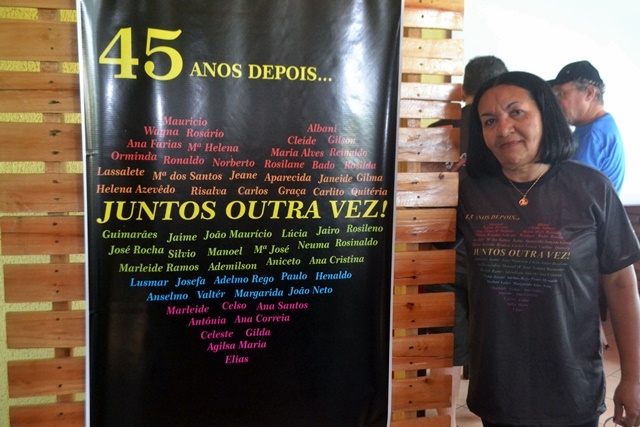 45 ANOS DEPOIS...
Mauricio
Wagna Rosário
Albani
Cleide Gilson
Ana Farias Mª Helena
Maria Alves Reinaldo
Orminda Ronaldo Norberto Rosilane Bado
Lassalete Mª dos Santos Jeane Aparecida Janeide Gilma
Helena Azevêdo Risalva Carlos Graça Carlito Quitéria
JUNTOS OUTRA VEZ!
Guimarães Jaime João Maurício Lúcia Jairo Rosileno
José Rocha Silvio Manoel Mª José Neuma Rosinaldo
Marleide Ramos Ademilson Aniceto Ana Cristina
Lusmar Josefa Adelmo Rego Paulo Henaldo
Anselmo Valtér Margarida João Neto
Marleide Celso Ana Santos
Antônia Ana Correia
Celeste Gilda
Agilsa Maria
Elias
ANOS DEPOIS...
JUNTOS OUTRA VEZ!